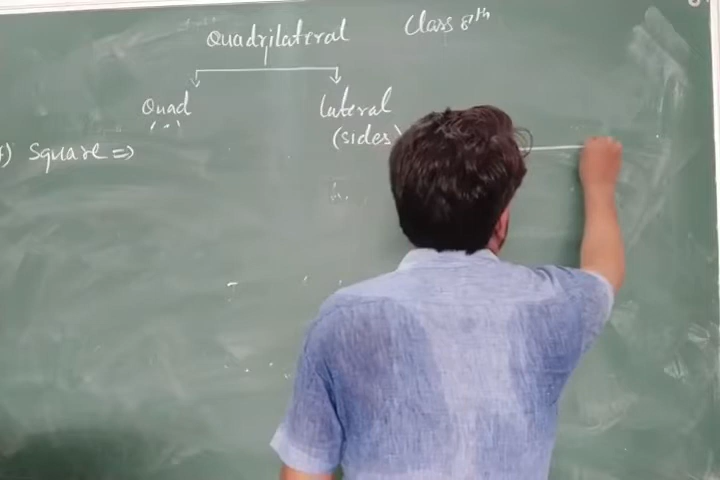 Quadrilateral Class 8th
Quad lateral
(sides)
Square =>